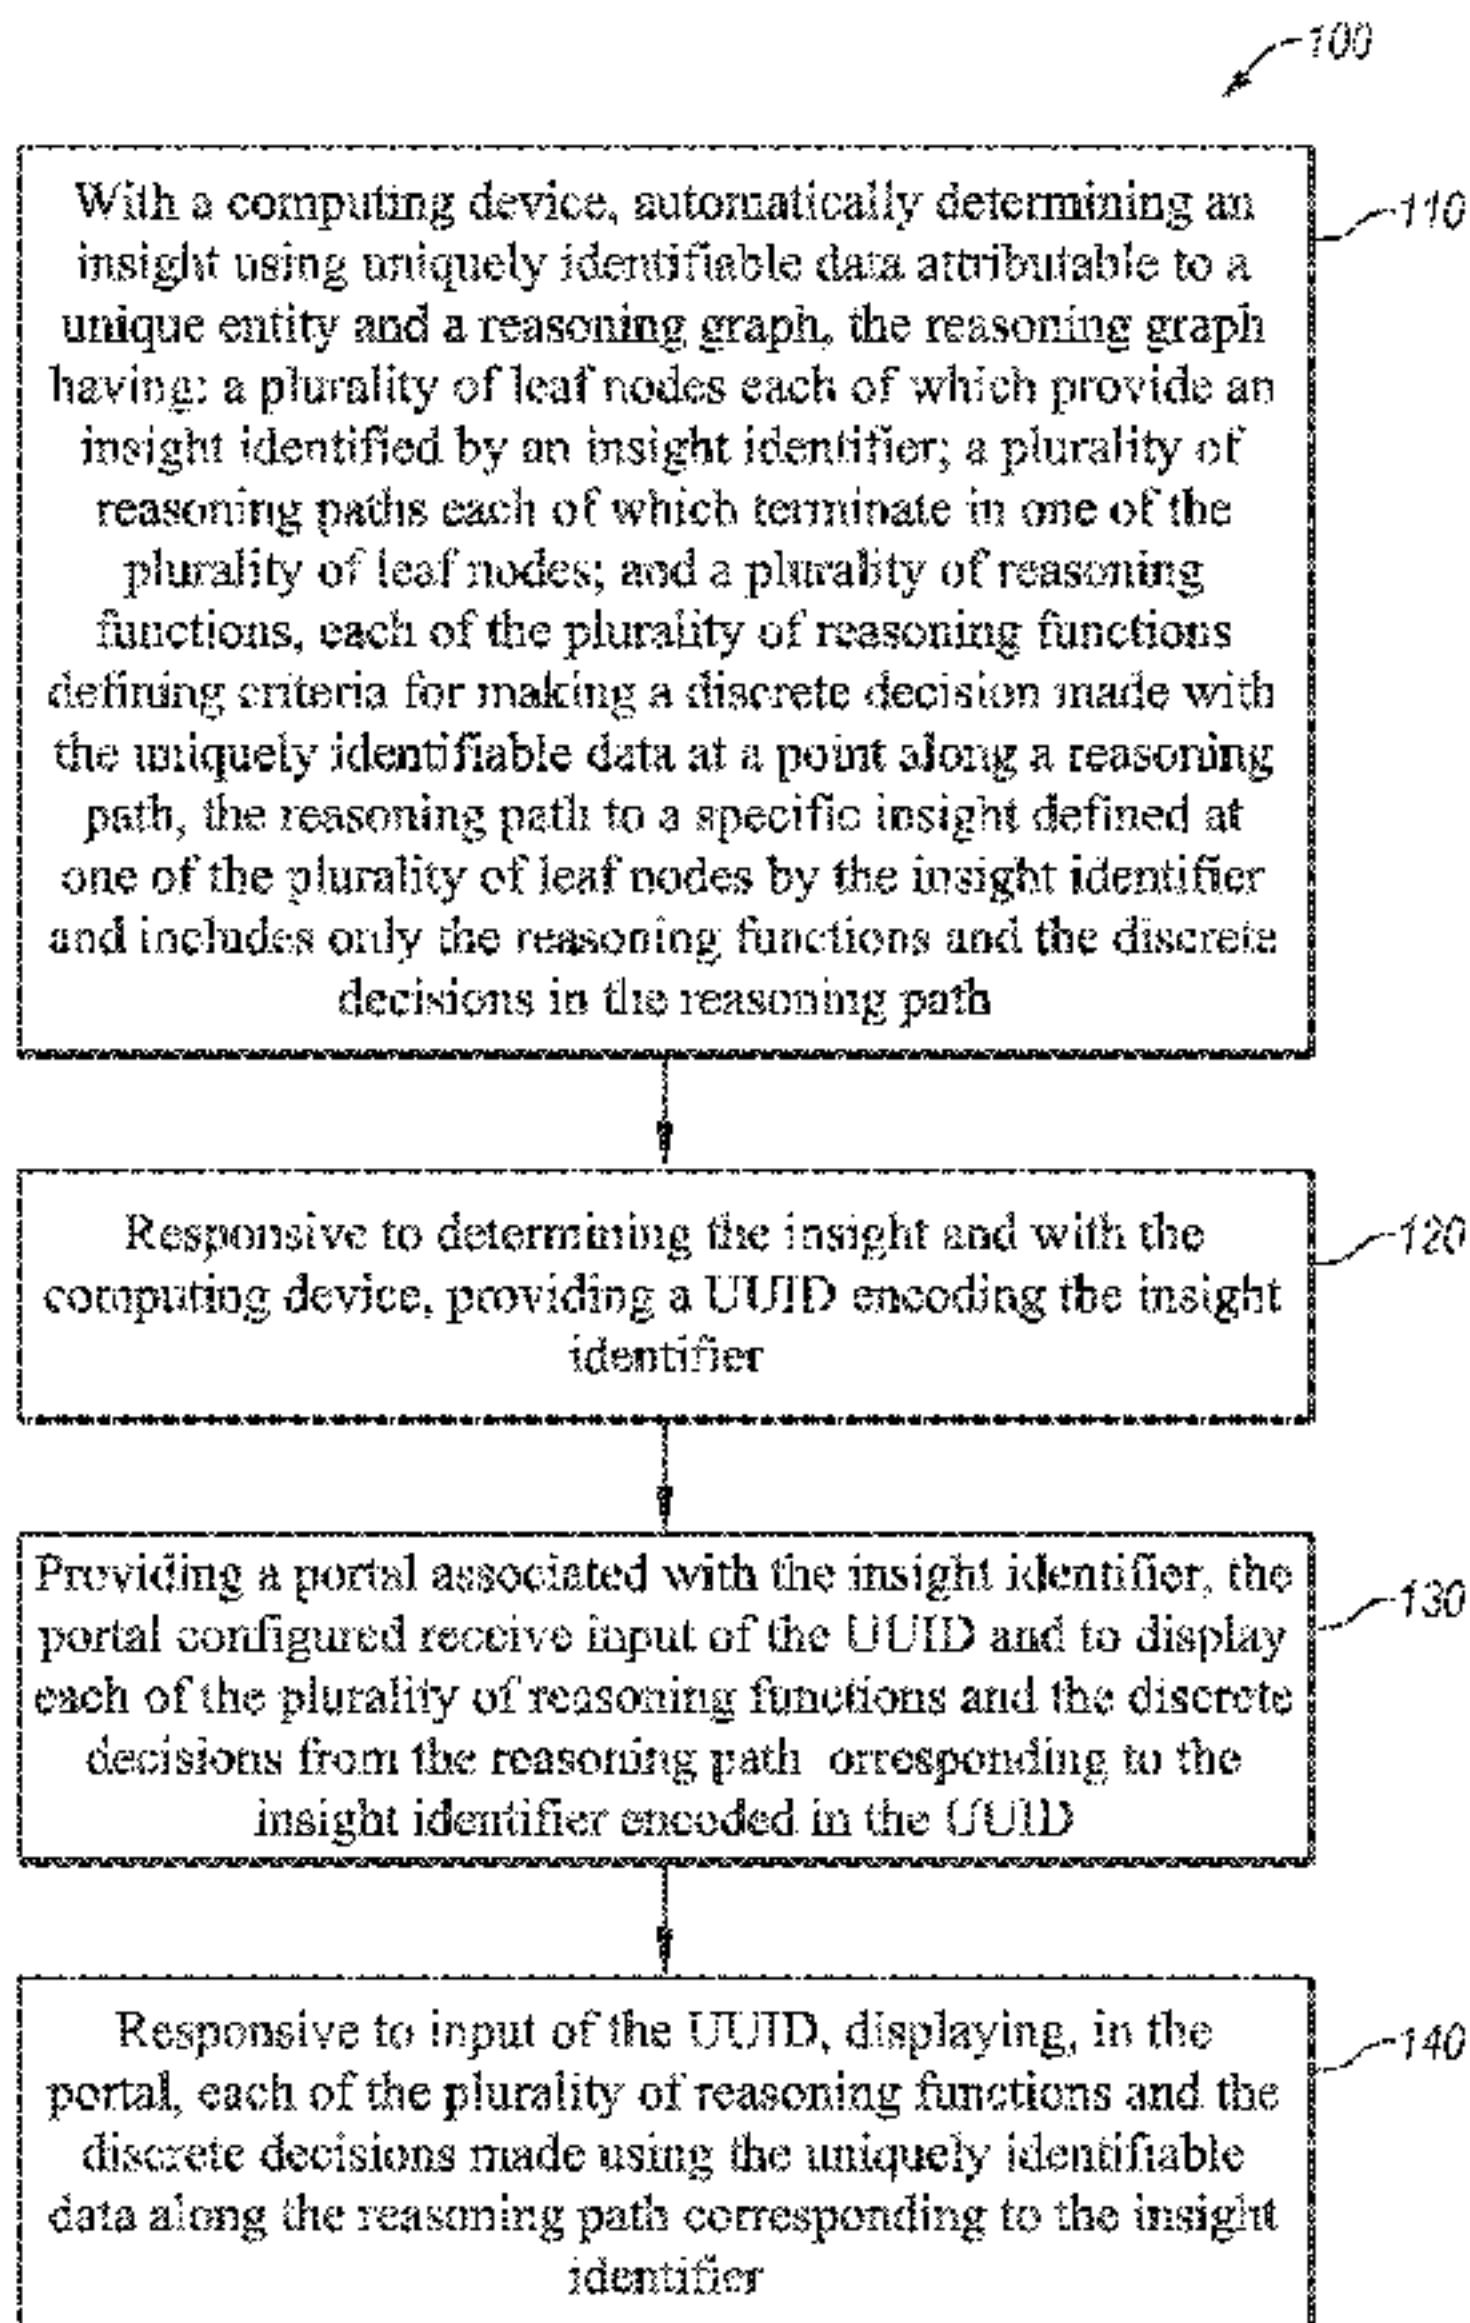 100
With a computing device, automatically determining an
insight using uniquely identifiable data attributable to a
unique entity and a reasoning graph, the reasoning graph
having: a plurality of leaf nodes each of which provide an
insight identified by an insight identifier; a plurality of
reasoning paths each of which terminate in one of the
plurality of leaf nodes; and a plurality of reasoning
functions, each of the plurality of reasoning functions
defining criteria for making a discrete decision made with
the uniquely identifiable data at a point along a reasoning
path, the reasoning path to a specific insight defined at
one of the plurality of leaf nodes by the insight identifier
and includes only the reasoning functions and the discrete
decisions in the reasoning path
110
Responsive to determining the insight and with the
computing device, providing a UUID encoding the insight
identifier
120
Providing a portal associated with the insight identifier, the
portal configured receive input of the UUID and to display
each of the plurality of reasoning functions and the discrete
decisions from the reasoning path orresponding to the
insight identifier encoded in the UUID
130
Responsive to input of the UUID, displaying, in the
portal, each of the plurality of reasoning functions and the
discrete decisions made using the uniquely identifiable
data along the reasoning path corresponding to the insight
identifier
140